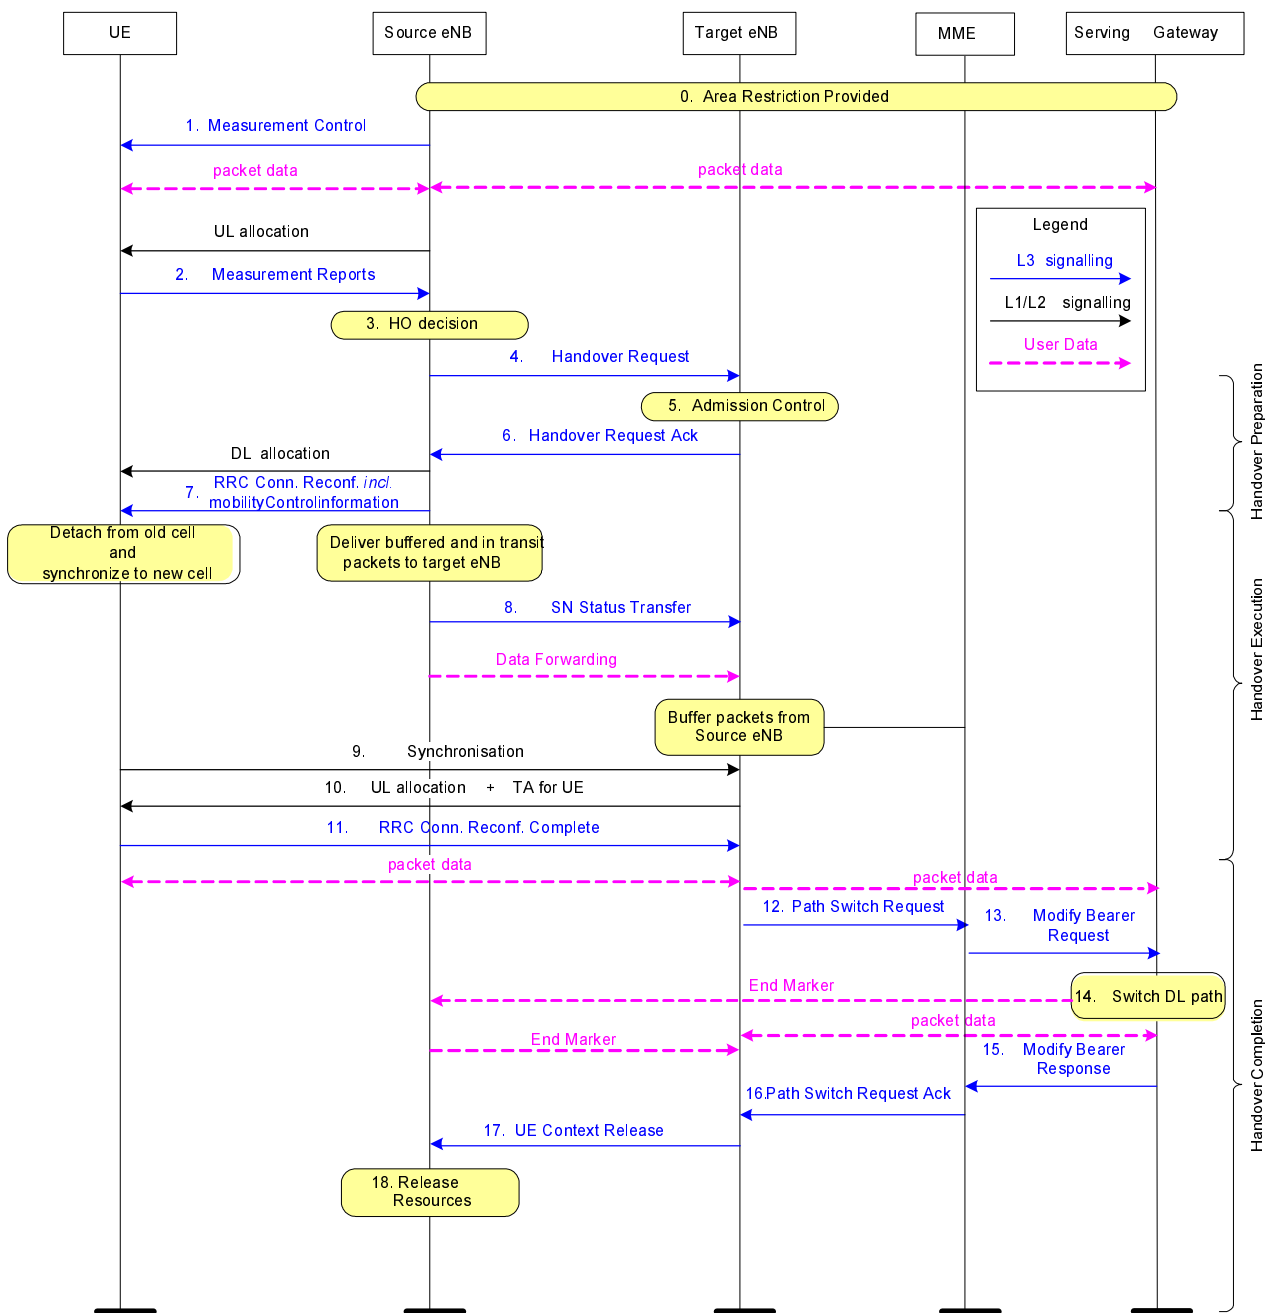 UE
Source eNB
Target eNB
MME
Serving Gateway
0. Area Restriction Provided
1. Measurement Control
packet data
packet data
Legend
L3 signalling
L1/L2 signalling
User Data
UL allocation
2. Measurement Reports
3. HO decision
4. Handover Request
5. Admission Control
6. Handover Request Ack
DL allocation
7. RRC Conn. Reconf. incl.
mobilityControlinformation
Handover Preparation
Detach from old cell
and
synchronize to new cell
Deliver buffered and in transit
packets to target eNB
8. SN Status Transfer
Data Forwarding
Buffer packets from
Source eNB
9. Synchronisation
10. UL allocation + TA for UE
11. RRC Conn. Reconf. Complete
Handover Execution
packet data
packet data
12. Path Switch Request
13. Modify Bearer
Request
14. Switch DL path
End Marker
packet data
End Marker
15. Modify Bearer
Response
16.Path Switch Request Ack
17. UE Context Release
18. Release
Resources
Handover Completion